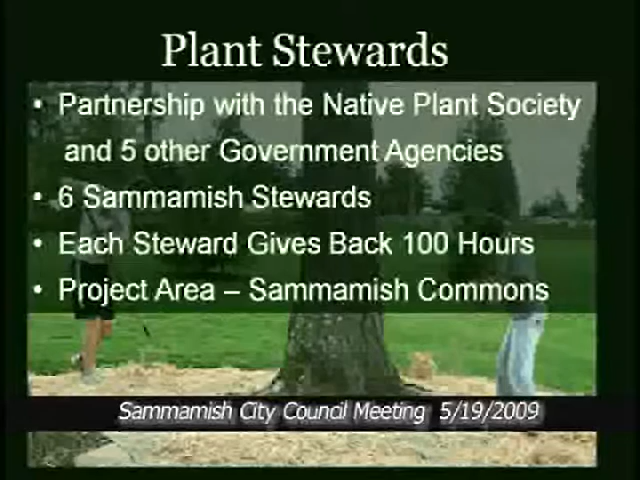 Plant Stewards
• Partnership with the Native Plant Society
and 5 other Government Agencies
• 6 Sammamish Stewards
• Each Steward Gives Back 100 Hours
• Project Area – Sammamish Commons
Sammamish City Council Meeting 5/19/2009